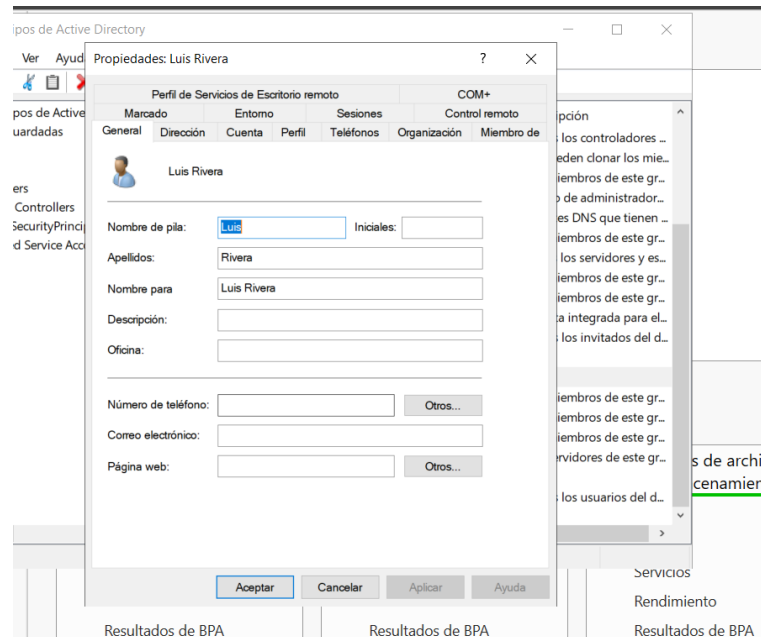 ipos de Active Directory
Ver Ayud
Propiedades: Luis Rivera
?
Perfil de Servicios de Escritorio remoto COM+
Marcado Entorno Sesiones Control remoto
General Dirección Cuenta Perfil Teléfonos Organización Miembro de
Luis Rivera
Nombre de pila: Luis Iniciales:
Apellidos: Rivera
Nombre para Luis Rivera
Descripción:
Oficina:
Número de teléfono: Otros...
Correo electrónico:
Página web: Otros...
Aceptar Cancelar Aplicar Ayuda
pos de Active
uardadas
ers
Controllers
SecurityPrincip
d Service Acco
ipción
los controladores ...
eden clonar los mie...
iembros de este gr...
o de administrador...
es DNS que tienen ...
iembros de este gr...
los servidores y es...
iembros de este gr...
iembros de este gr...
ta integrada para el...
los invitados del d...
iembros de este gr...
iembros de este gr...
iembros de este gr...
ervidores de este gr...
los usuarios del d...
s de archi
cenamien
Servicios
Rendimiento
Resultados de BPA Resultados de BPA Resultados de BPA